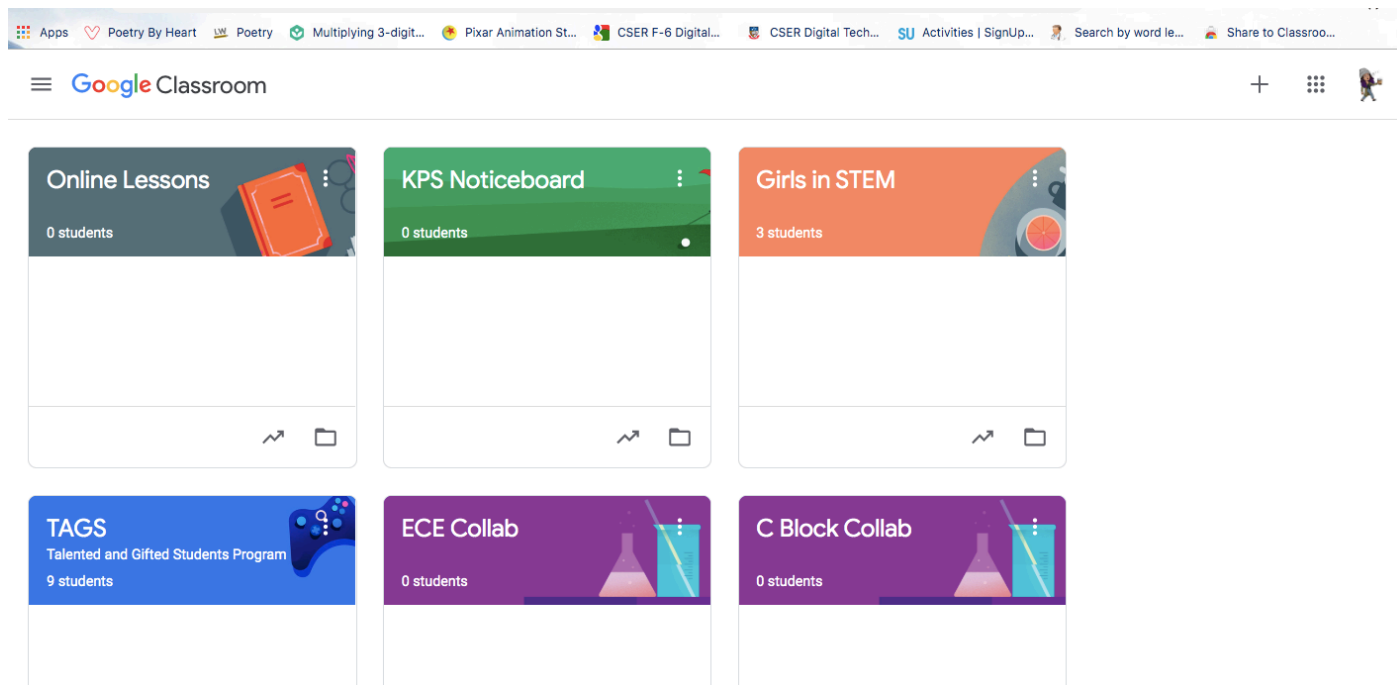 Apps Poetry By Heart LW Poetry Multiplying 3-digit... Pixar Animation St... CSER F-6 Digital... CSER Digital Tech... SU Activities | SignUp... Search by word le... Share to Classroo...
Google Classroom
Online Lessons
0 students
KPS Noticeboard
0 students
Girls in STEM
3 students
TAGS
Talented and Gifted Students Program
9 students
ECE Collab
0 students
C Block Collab
0 students